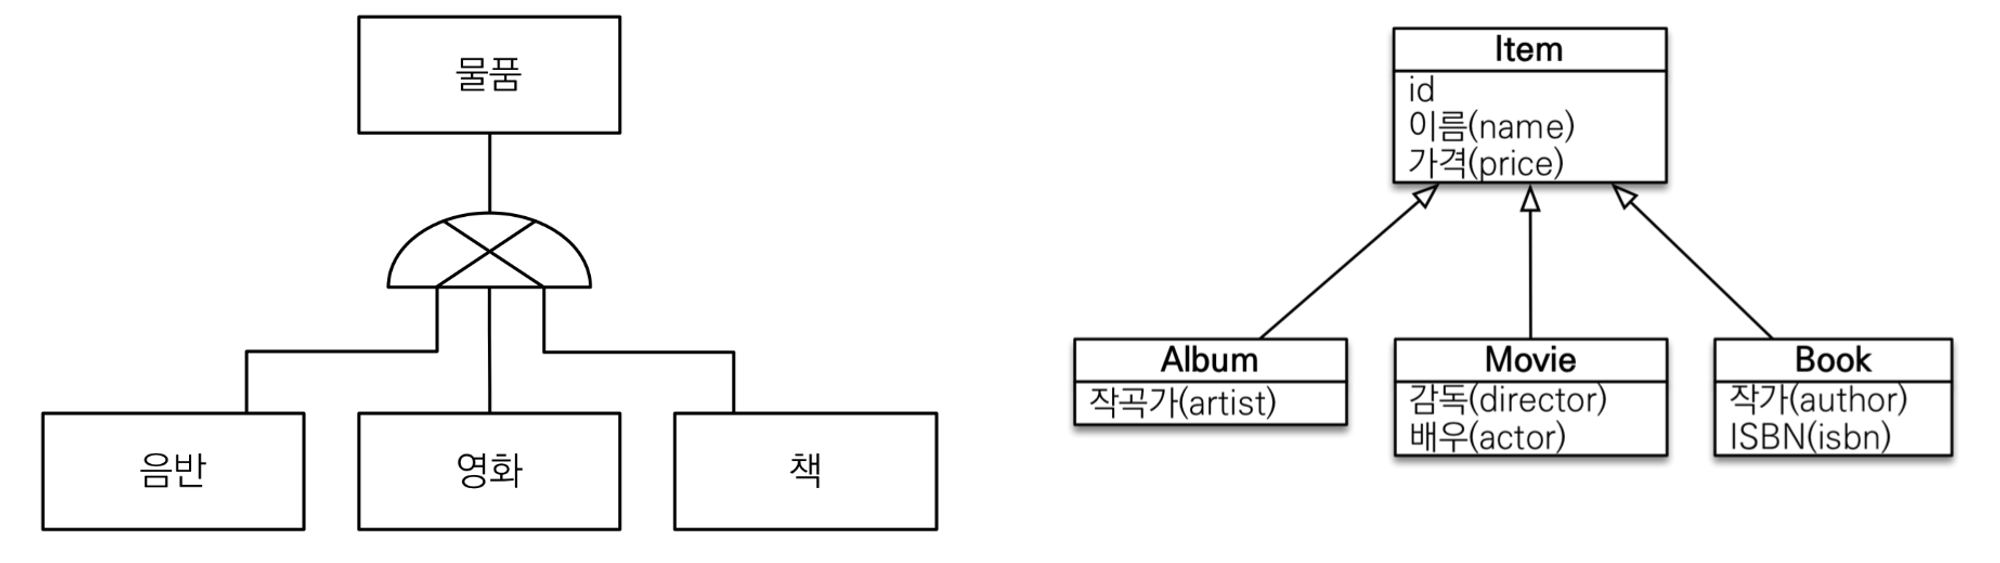 물품
음반
영화
책
Item
id
이름(name)
가격(price)
Album
작곡가(artist)
Movie
감독(director)
배우(actor)
Book
작가(author)
ISBN(isbn)